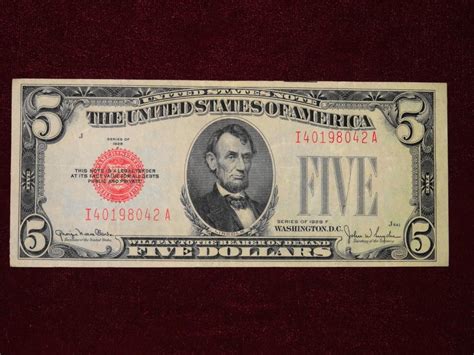 UNITED STATES NOTE
5 THE UNITED STATES OF AMERICA 5
SERIES OF
1928
J
I40198042A
THIS NOTE IS A LEGAL TENDER
AT ITS FACE VALUE FOR ALL DEBTS
PUBLIC AND PRIVATE
FIVE
I40198042A
SERIES OF 1928 F
WASHINGTON, D.C.
WILL PAY TO THE BEARER ON DEMAND
5 FIVE DOLLARS 5